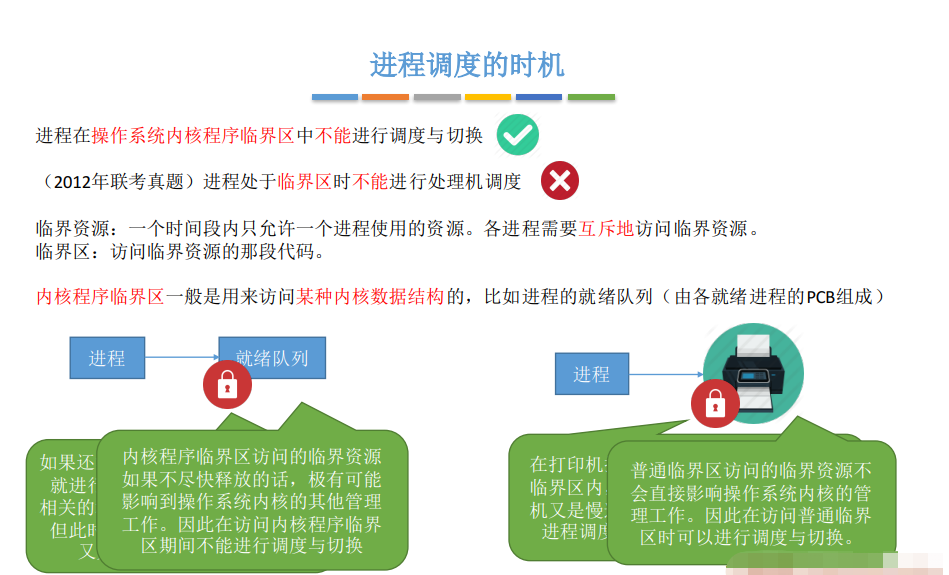 进程调度的时机
进程在操作系统内核程序临界区中不能进行调度与切换
（2012年联考真题）进程处于临界区时不能进行处理机调度
临界资源：一个时间段内只允许一个进程使用的资源。各进程需要互斥地访问临界资源。
临界区：访问临界资源的那段代码。
内核程序临界区一般是用来访问某种内核数据结构的，比如进程的就绪队列（由各就绪进程的PCB组成）
进程
就绪队列
进程
如果还
就进行
相关的
但此时
又
内核程序临界区访问的临界资源
如果不尽快释放的话，极有可能
影响到操作系统内核的其他管理
工作。因此在访问内核程序临界
区期间不能进行调度与切换
在打印机
临界区内
机又是慢
进程调度
普通临界区访问的临界资源不
会直接影响操作系统内核的管
理工作。因此在访问普通临界
区时可以进行调度与切换。